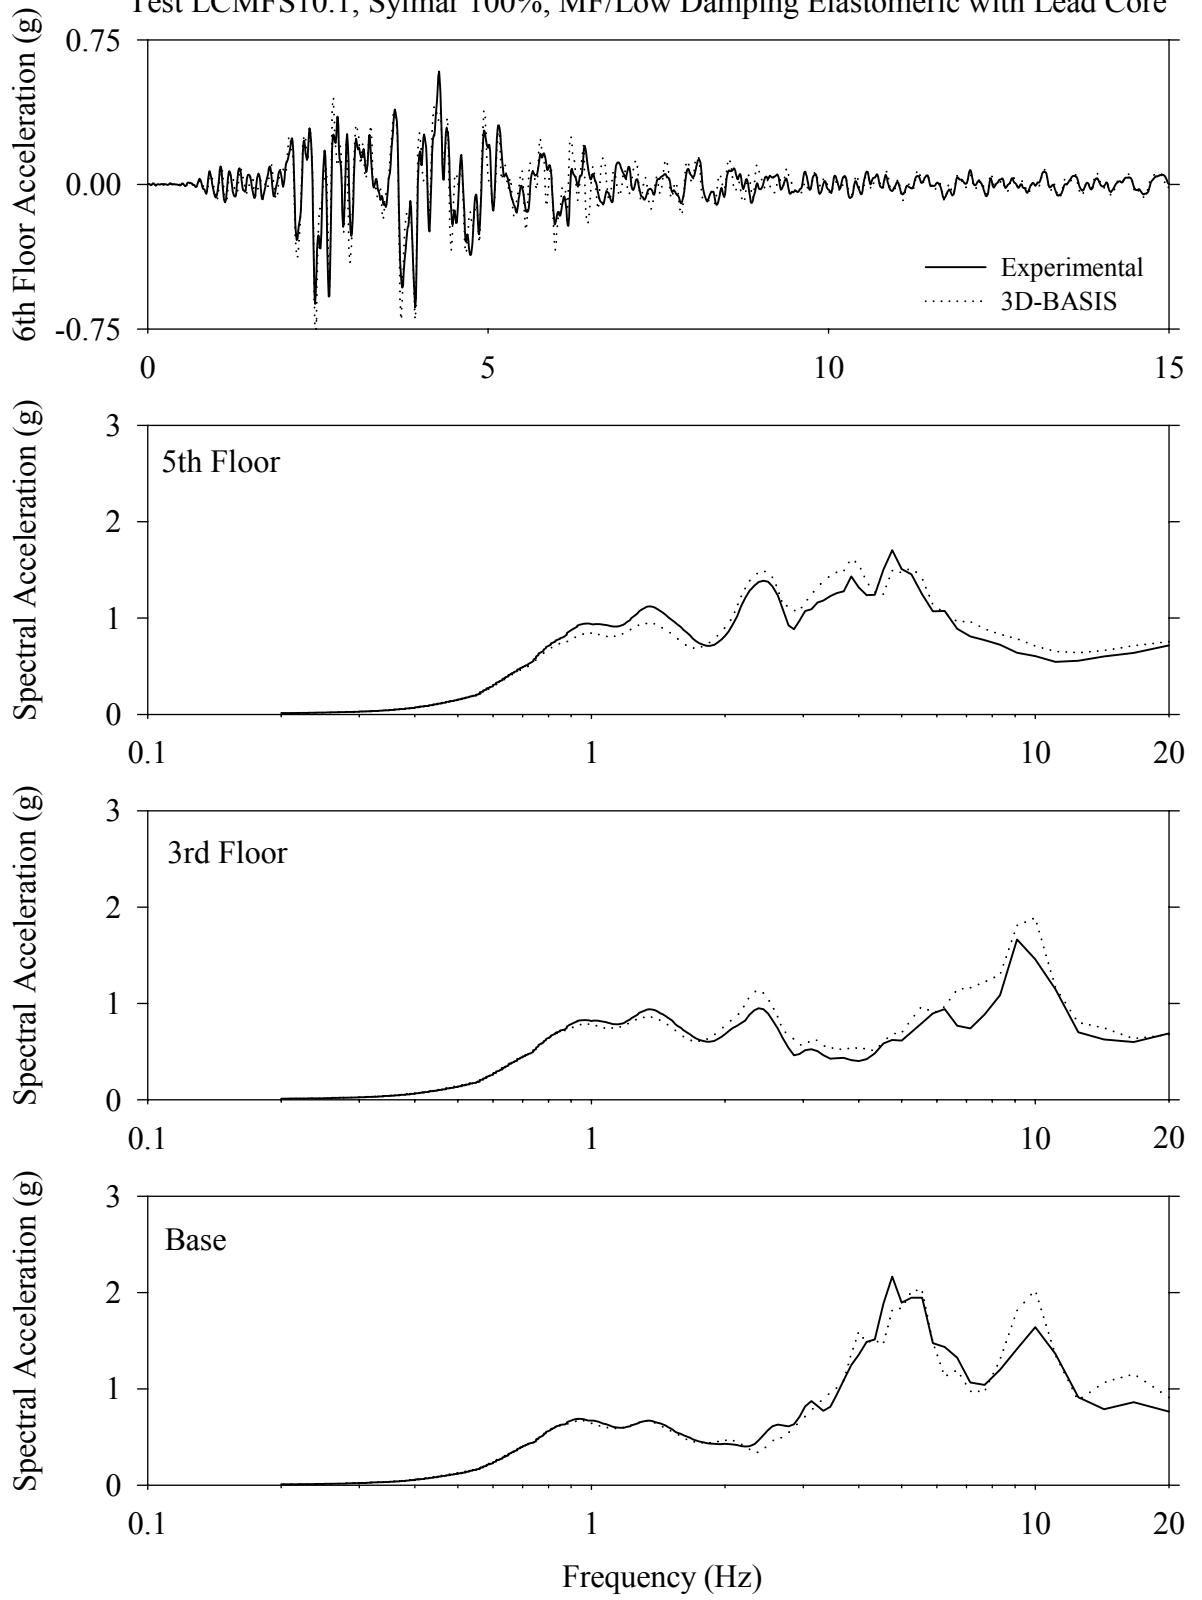 Test LCMFS10.1, Sylmar 100%, MF/Low Damping Elastomeric with Lead Core
6th Floor Acceleration (g)
0.75
0.00
-0.75
Experimental
3D-BASIS
0 5 10 15
Spectral Acceleration (g)
3
2
1
0
5th Floor
0.1 1 10 20
Spectral Acceleration (g)
3
2
1
0
3rd Floor
0.1 1 10 20
Spectral Acceleration (g)
3
2
1
0
Base
0.1 1 10 20
Frequency (Hz)